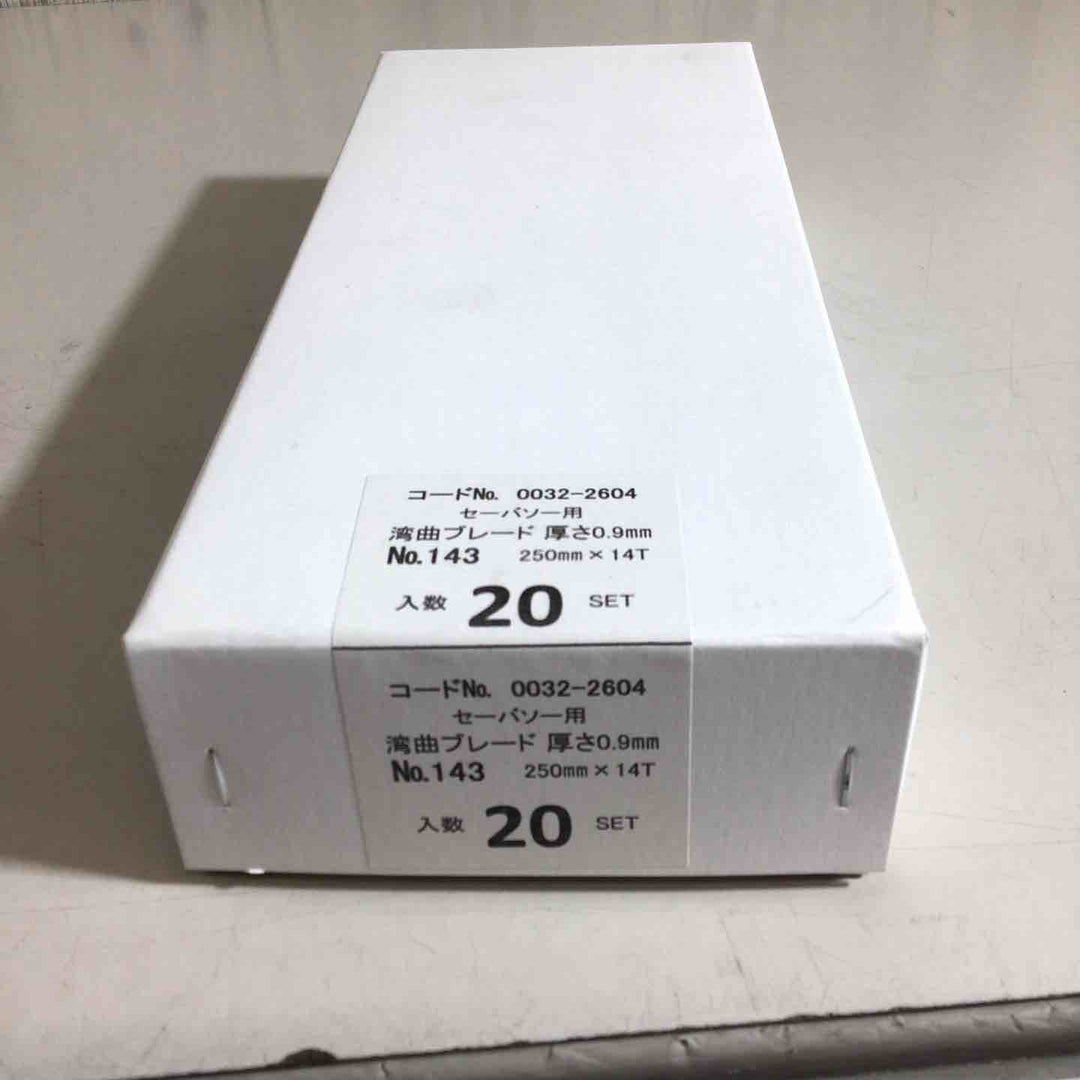 コードNo. 0032-2604
セーバソー用
湾曲ブレード 厚さ0.9mm
No.143 250mm×14T
入数 20 SET
コードNo. 0032-2604
セーバソー用
湾曲ブレード 厚さ0.9mm
No.143 250mm×14T
入数 20 SET